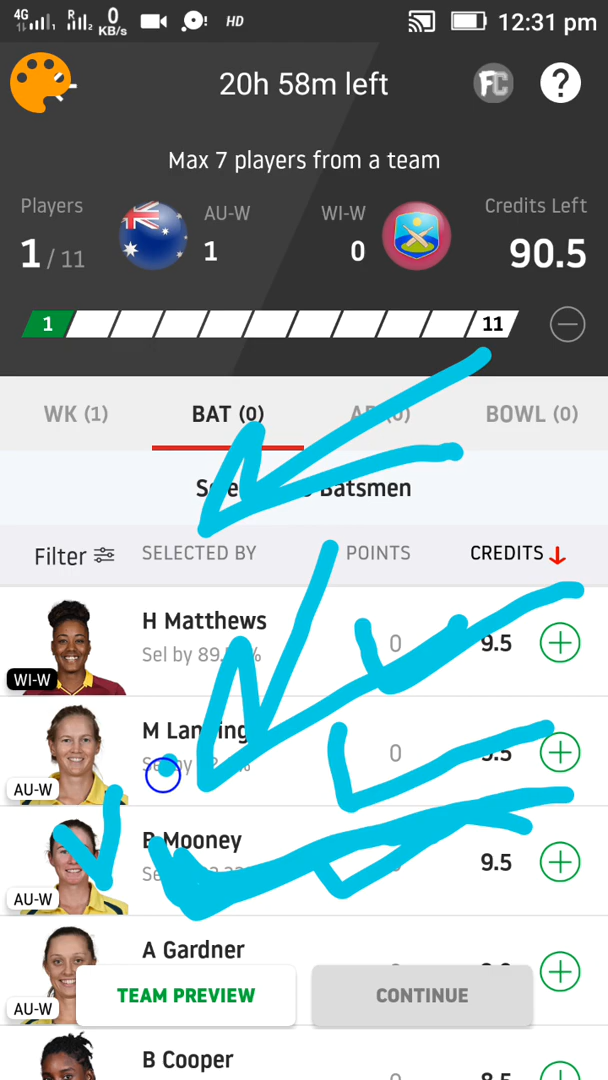 4G R 0 KB/s HD 12:31 pm
20h 58m left FC ?
Max 7 players from a team
Players AU-W WI-W Credits Left
1 / 11 1 0 90.5
1 11
WK (1) BAT (0) (0) BOWL (0)
Batsmen
Filter SELECTED BY POINTS CREDITS
H Matthews
Sel by 0 9.5
WI-W
M
0
AU-W
B Mooney
9.5
AU-W
A Gardner
AU-W
TEAM PREVIEW CONTINUE
B Cooper